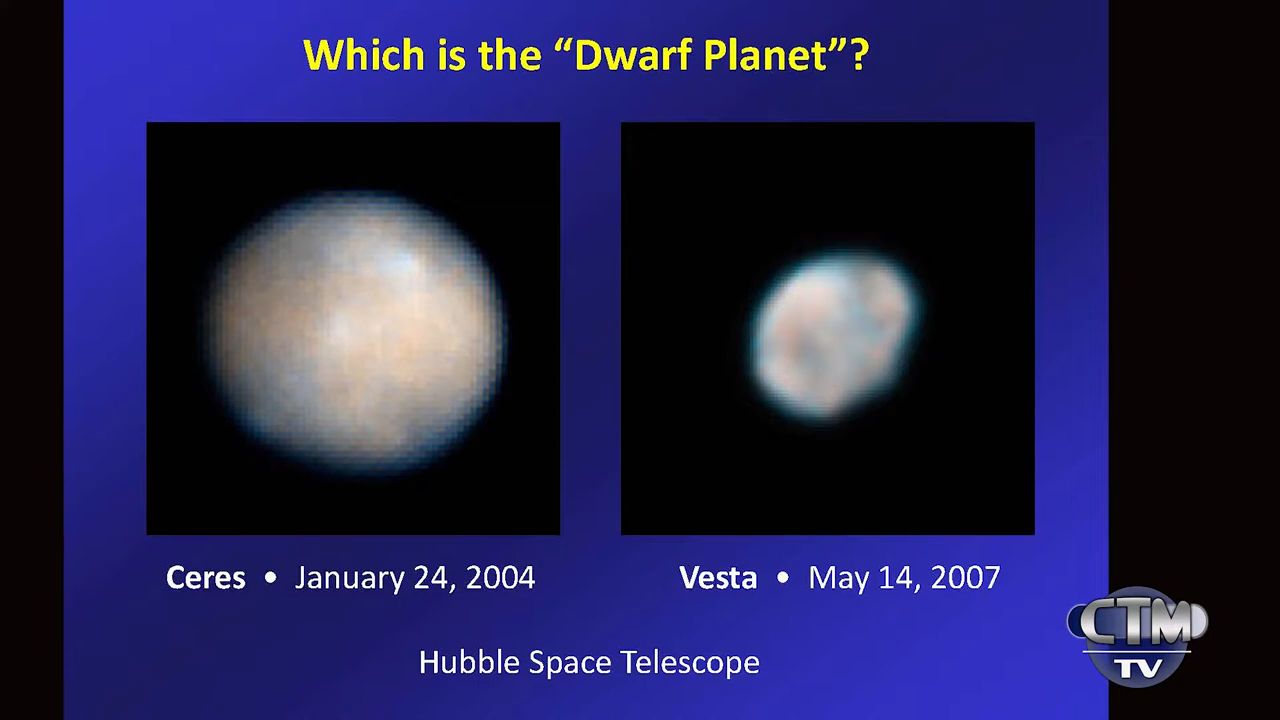 Which is the “Dwarf Planet”?
Ceres • January 24, 2004
Vesta • May 14, 2007
Hubble Space Telescope
CTM
TV